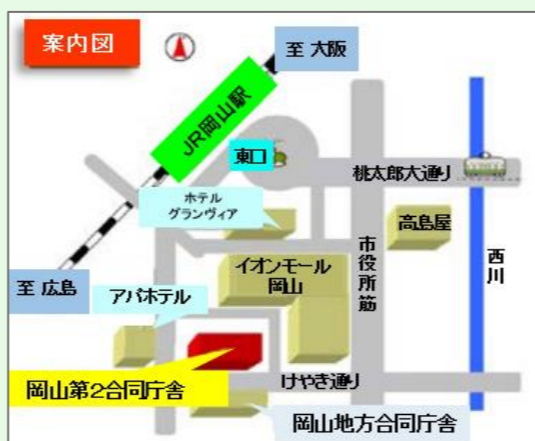 案内図
至 大阪
JR岡山駅
東口
桃太郎大通り
ホテル
グランヴィア
高島屋
市役所筋
西川
イオンモール
岡山
至 広島
アパホテル
岡山第2合同庁舎
けやき通り
岡山地方合同庁舎